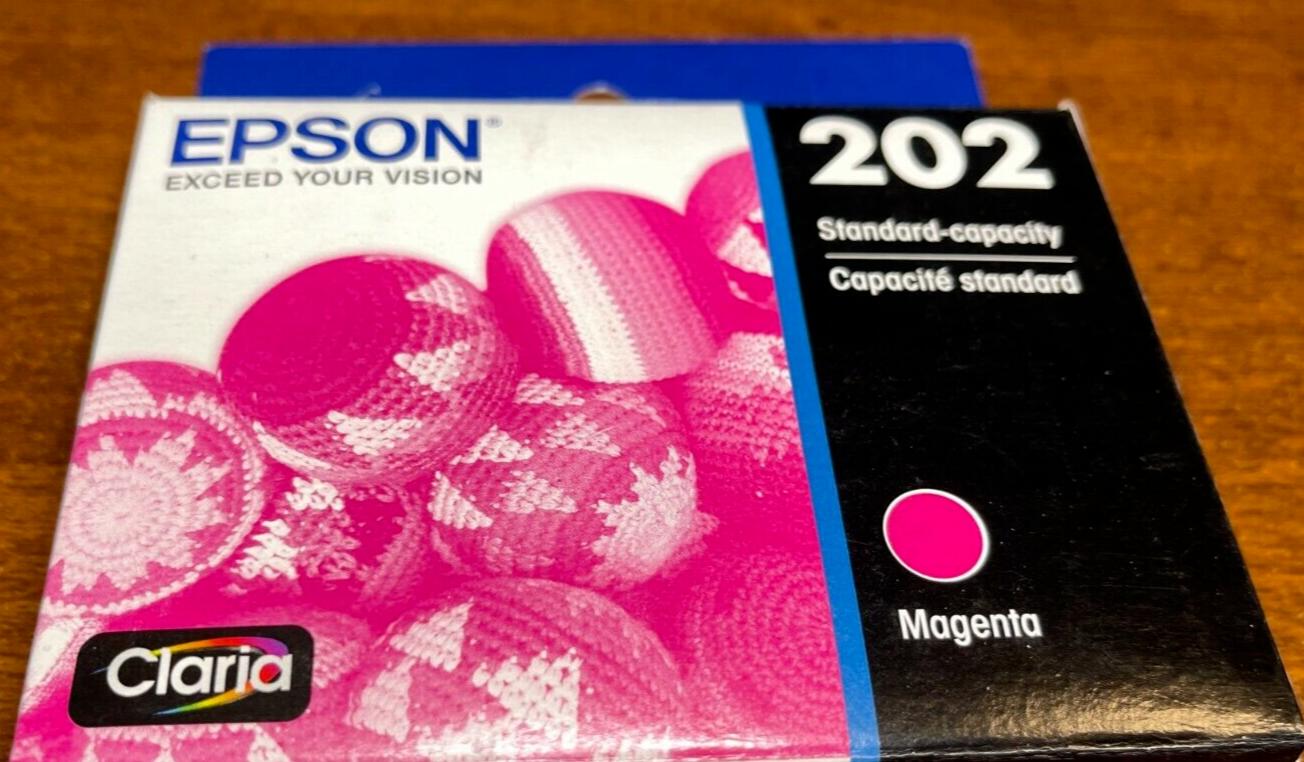 EPSON®
EXCEED YOUR VISION
202
Standard-capacity
Capacité standard
Magenta
Claria